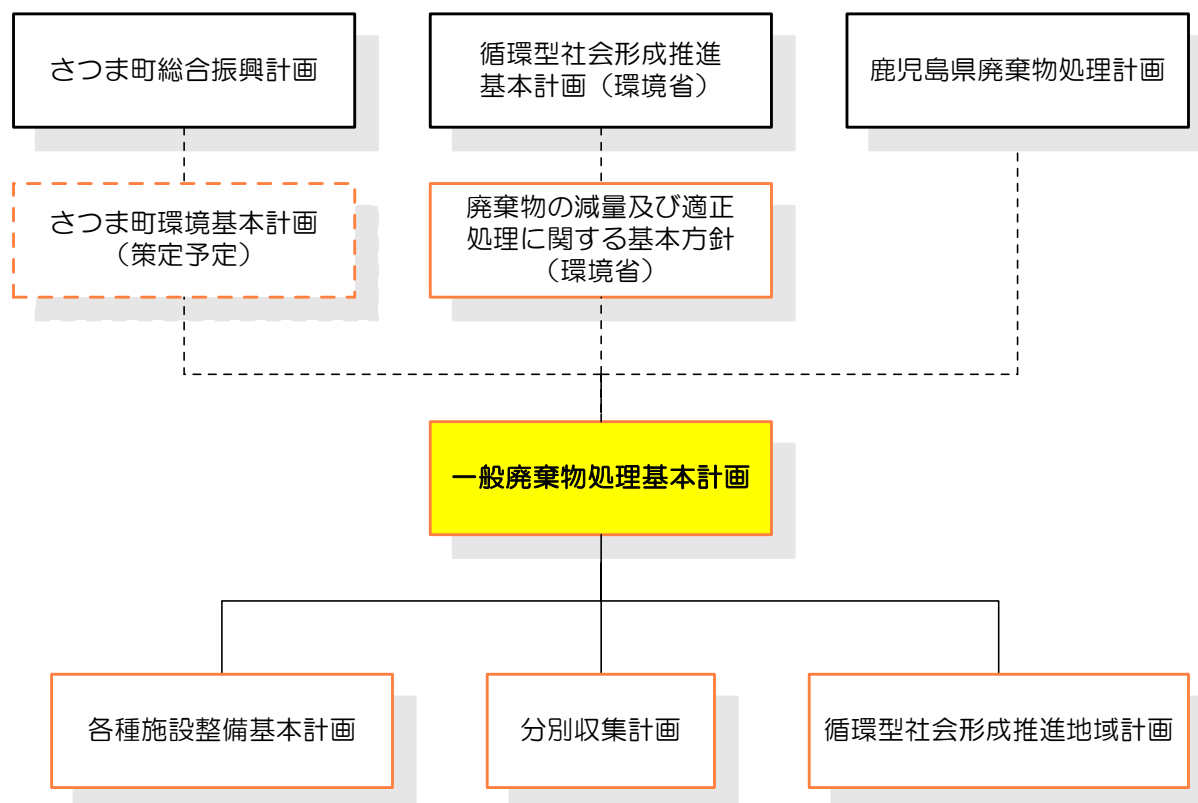 さつま町総合振興計画
循環型社会形成推進
基本計画（環境省）
鹿児島県廃棄物処理計画
さつま町環境基本計画
（策定予定）
廃棄物の減量及び適正
処理に関する基本方針
（環境省）
一般廃棄物処理基本計画
各種施設整備基本計画
分別収集計画
循環型社会形成推進地域計画